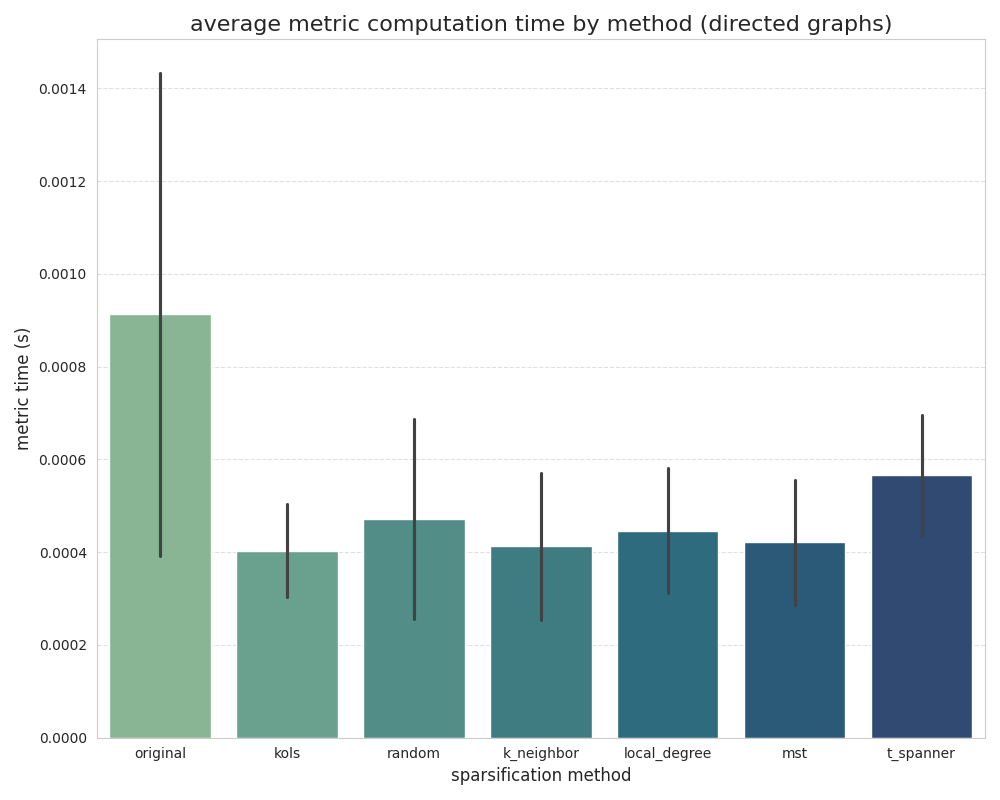 average metric computation time by method (directed graphs)
metric time (s)
0.0014
0.0012
0.0010
0.0008
0.0006
0.0004
0.0002
0.0000
original kols random k_neighbor local_degree mst t_spanner
sparsification method